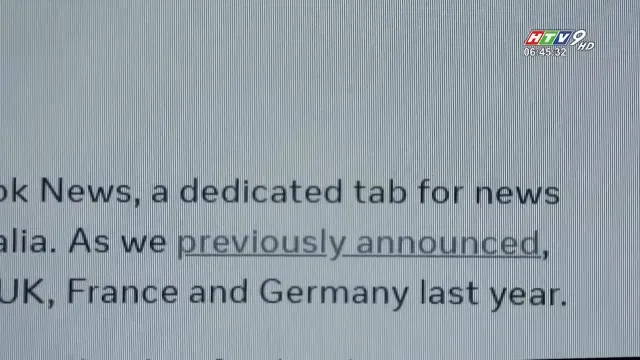 HTV9 HD
06:45:32
ok News, a dedicated tab for news
alia. As we previously announced,
UK, France and Germany last year.